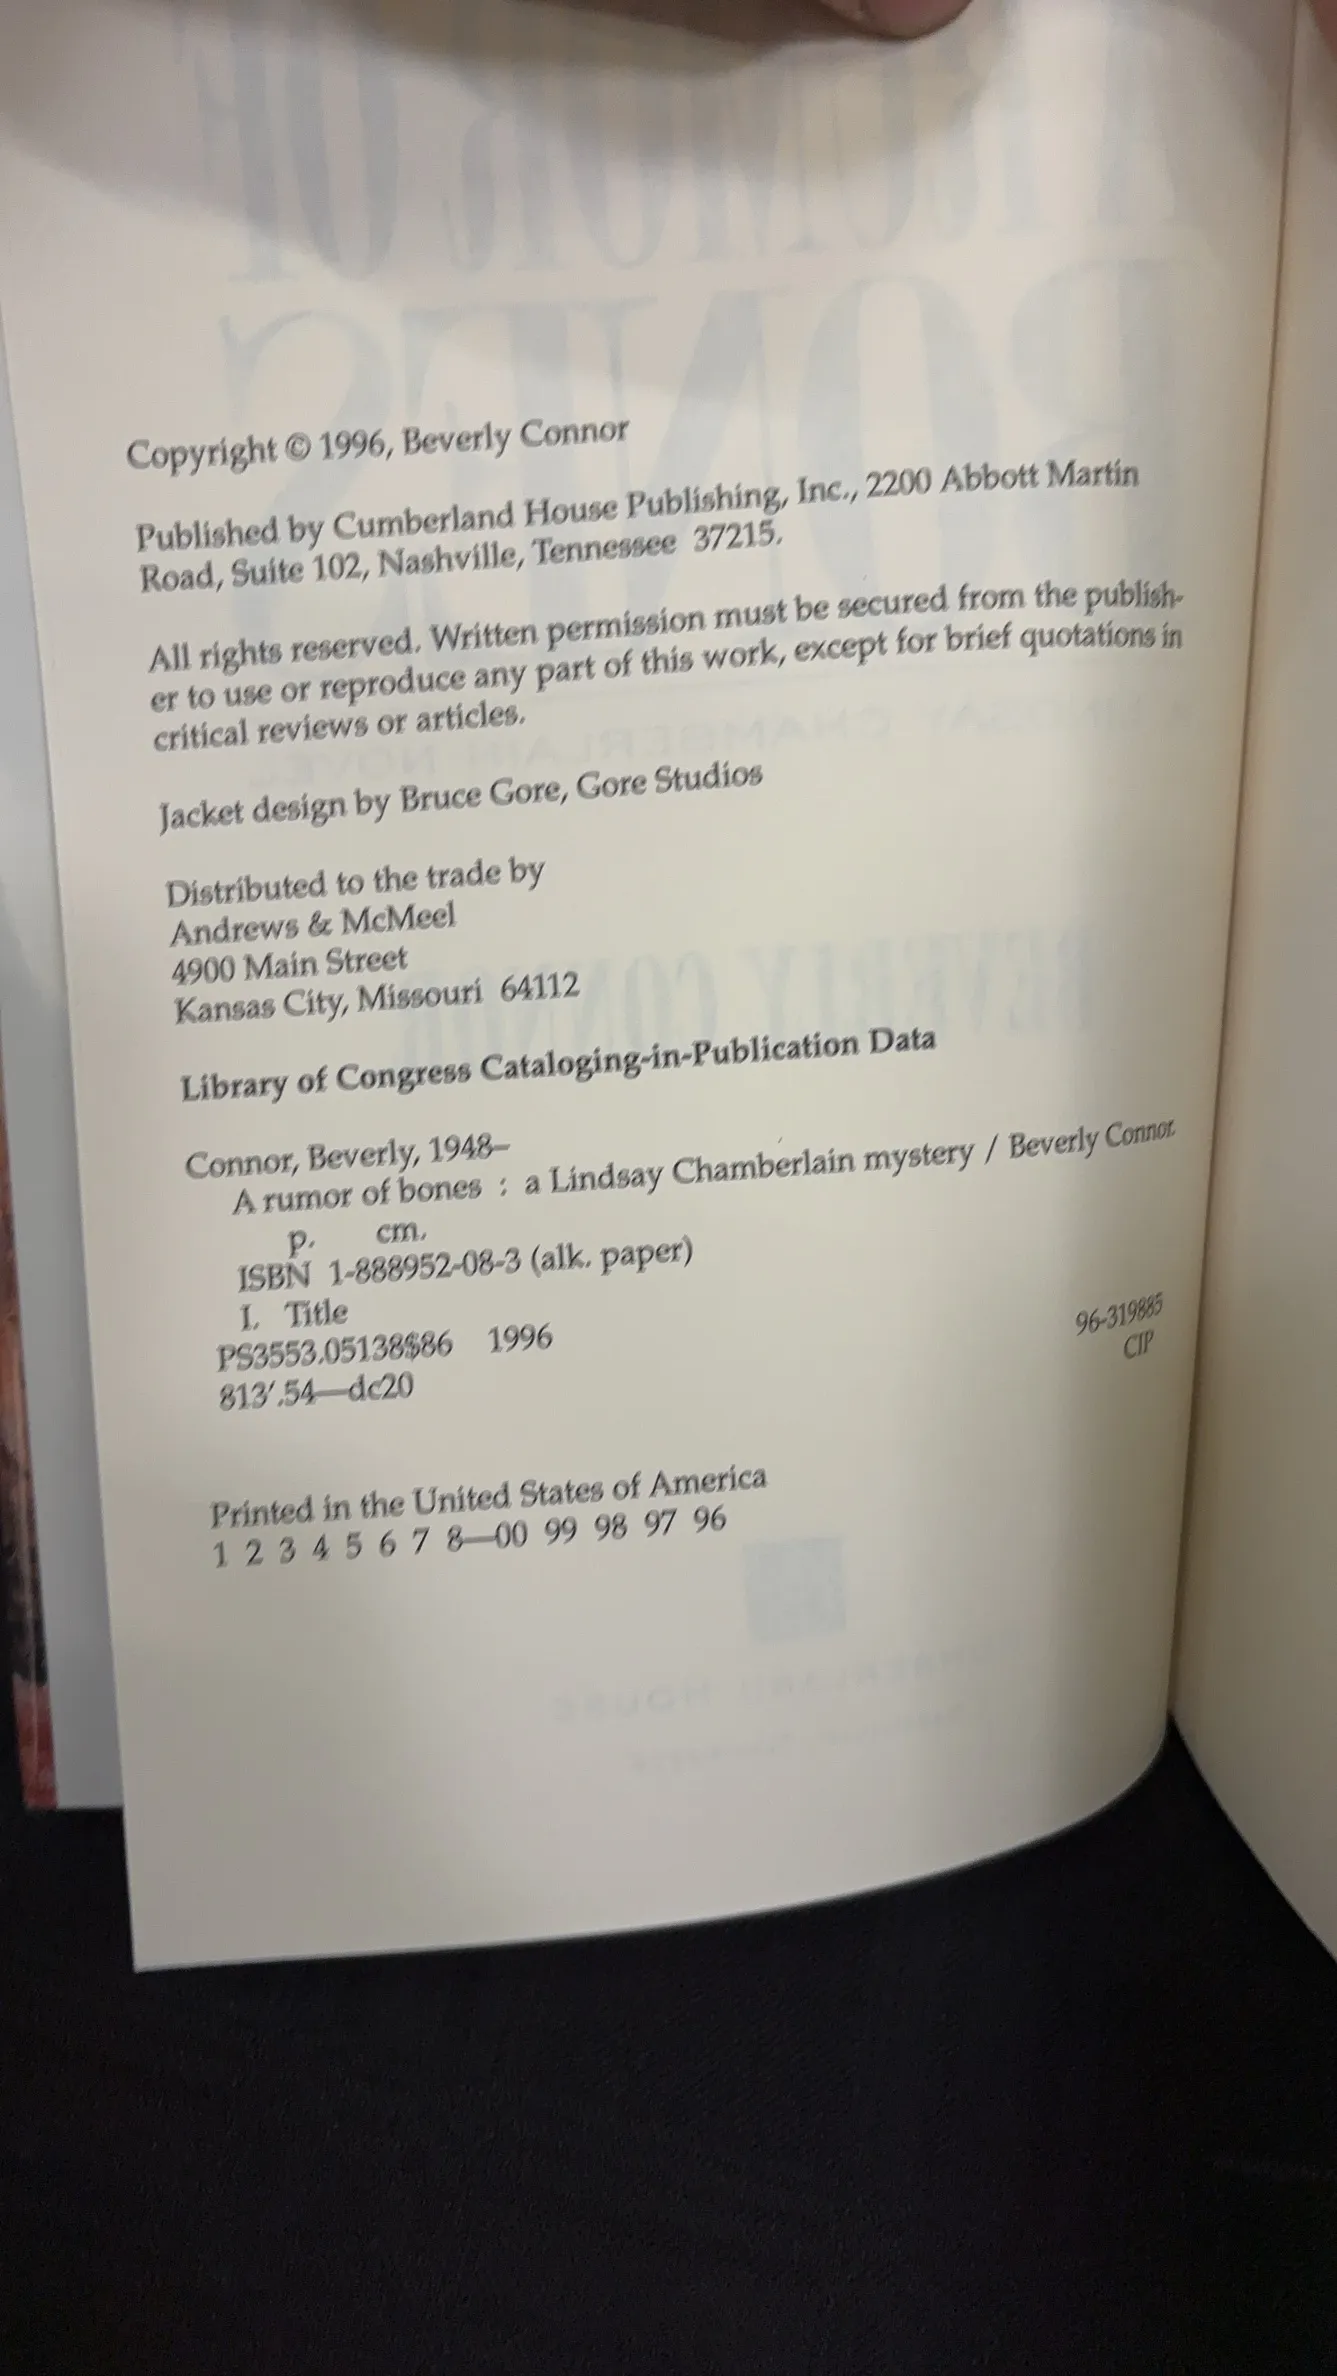 Copyright © 1996, Beverly Connor
Published by Cumberland House Publishing, Inc., 2200 Abbott Martin
Road, Suite 102, Nashville, Tennessee 37215.
All rights reserved. Written permission must be secured from the publish-
er to use or reproduce any part of this work, except for brief quotations in
critical reviews or articles.
Jacket design by Bruce Gore, Gore Studios
Distributed to the trade by
Andrews & McMeel
4900 Main Street
Kansas City, Missouri 64112
Library of Congress Cataloging-in-Publication Data
Connor, Beverly, 1948–
A rumor of bones : a Lindsay Chamberlain mystery / Beverly Connor.
p. cm.
ISBN 1-888952-08-3 (alk. paper)
I. Title
PS3553.05138$86 1996
96-319885
813'.54—dc20
CIP
Printed in the United States of America
1 2 3 4 5 6 7 8—00 99 98 97 96